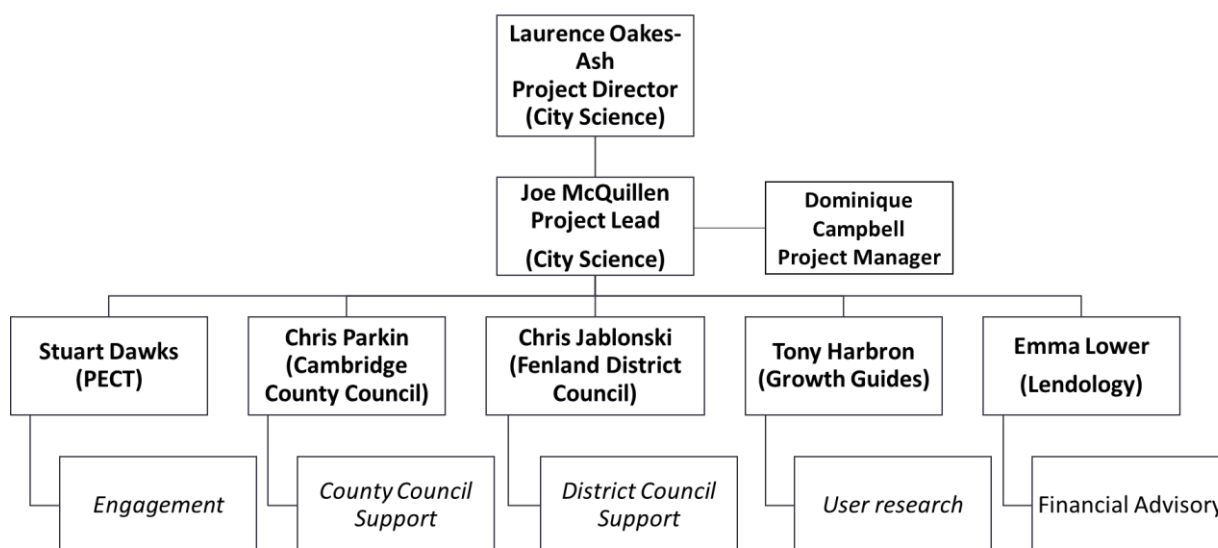 Laurence Oakes-
Ash
Project Director
(City Science)
Joe McQuillen
Project Lead
(City Science)
Dominique
Campbell
Project Manager
Stuart Dawks
(PECT)
Chris Parkin
(Cambridge
County Council)
Chris Jablonski
(Fenland District
Council)
Tony Harbron
(Growth Guides)
Emma Lower
(Lendology)
Engagement
County Council
Support
District Council
Support
User research
Financial Advisory